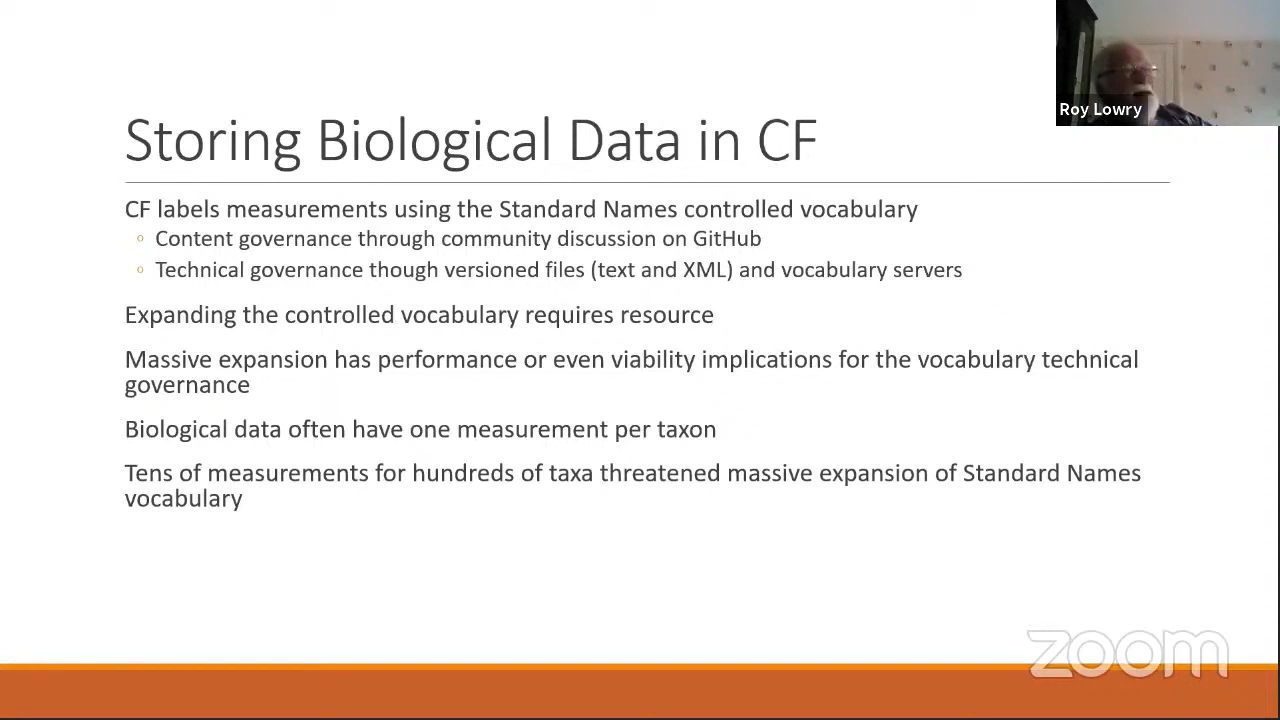 Roy Lowry
Storing Biological Data in CF
CF labels measurements using the Standard Names controlled vocabulary
◦ Content governance through community discussion on GitHub
◦ Technical governance though versioned files (text and XML) and vocabulary servers
Expanding the controlled vocabulary requires resource
Massive expansion has performance or even viability implications for the vocabulary technical
governance
Biological data often have one measurement per taxon
Tens of measurements for hundreds of taxa threatened massive expansion of Standard Names
vocabulary
zoom